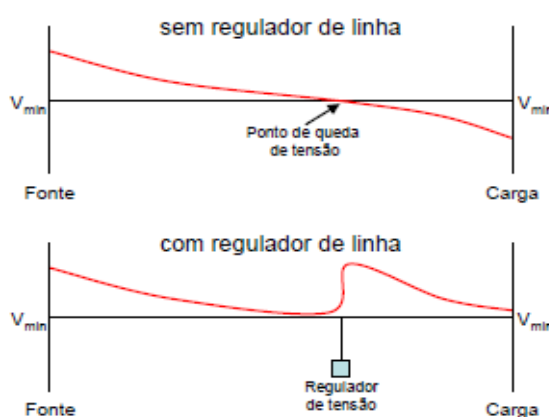 sem regulador de linha
Vmin
Vmin
Ponto de queda
de tensão
Fonte
Carga
com regulador de linha
Vmin
Vmin
Regulador
de tensão
Fonte
Carga